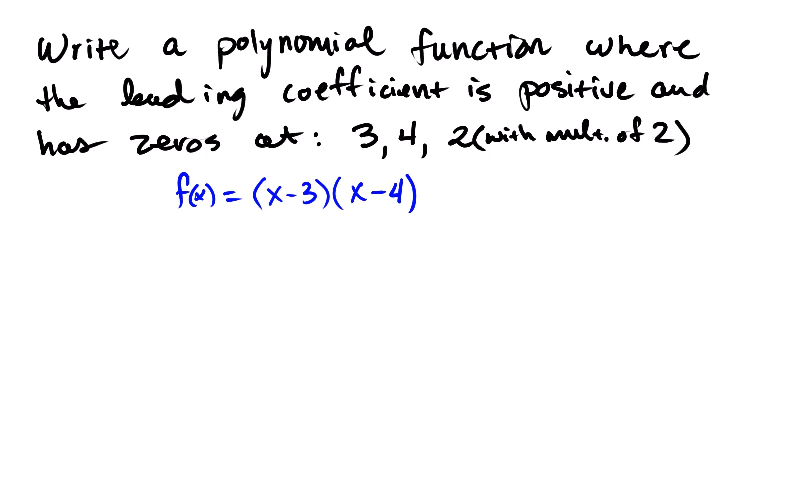 Write a polynomial function where
the leading coefficient is positive and
has zeros at: 3, 4, 2(with mult. of 2)
f(x) = (x-3)(x-4)